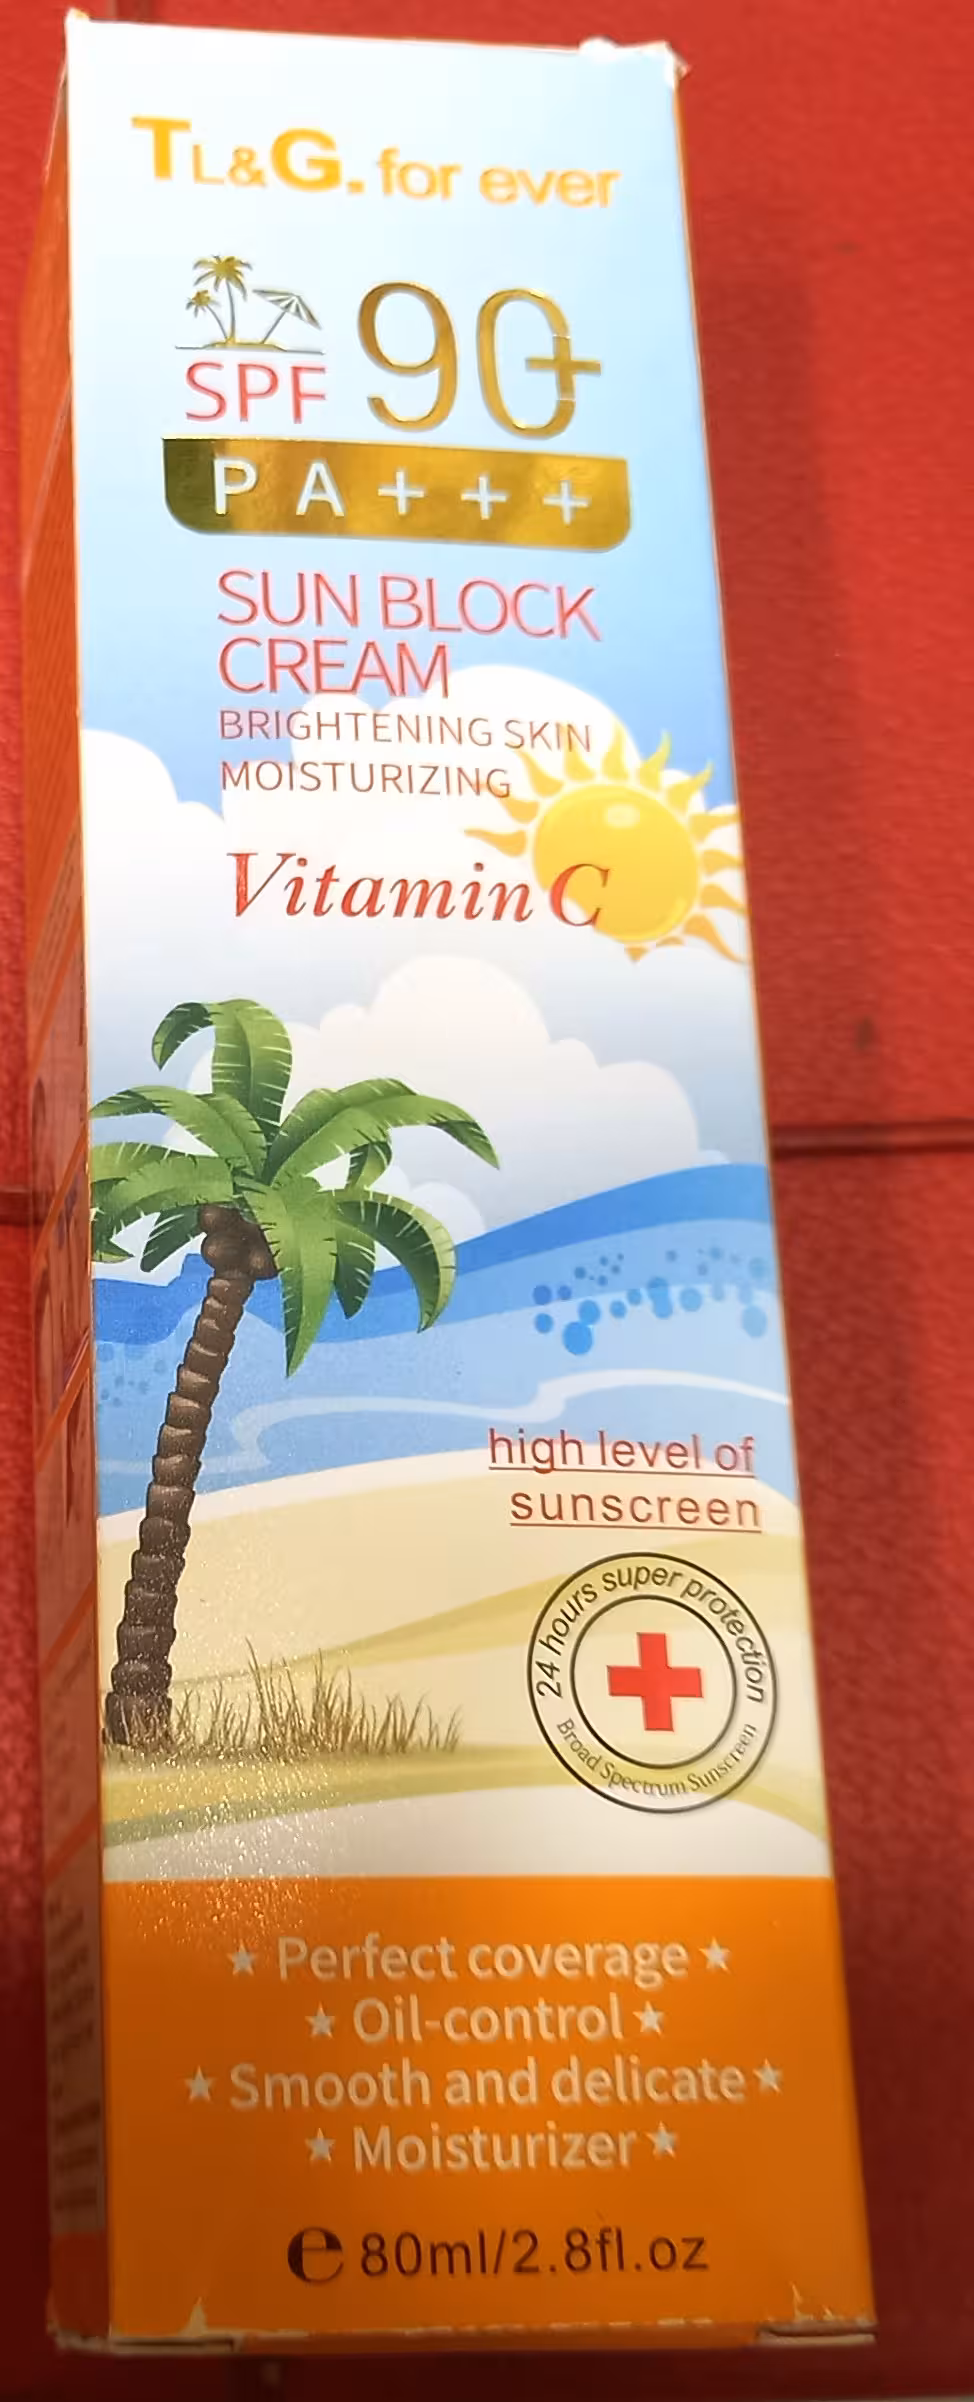 TL&G. for ever
SPF 90+
PA+++
SUN BLOCK
CREAM
BRIGHTENING SKIN
MOISTURIZING
Vitamin C
high level of
sunscreen
24 hours super protection
Broad Spectrum Sunscreen
★ Perfect coverage ★
★ Oil-control ★
★ Smooth and delicate ★
★ Moisturizer ★
℮ 80ml/2.8fl.oz